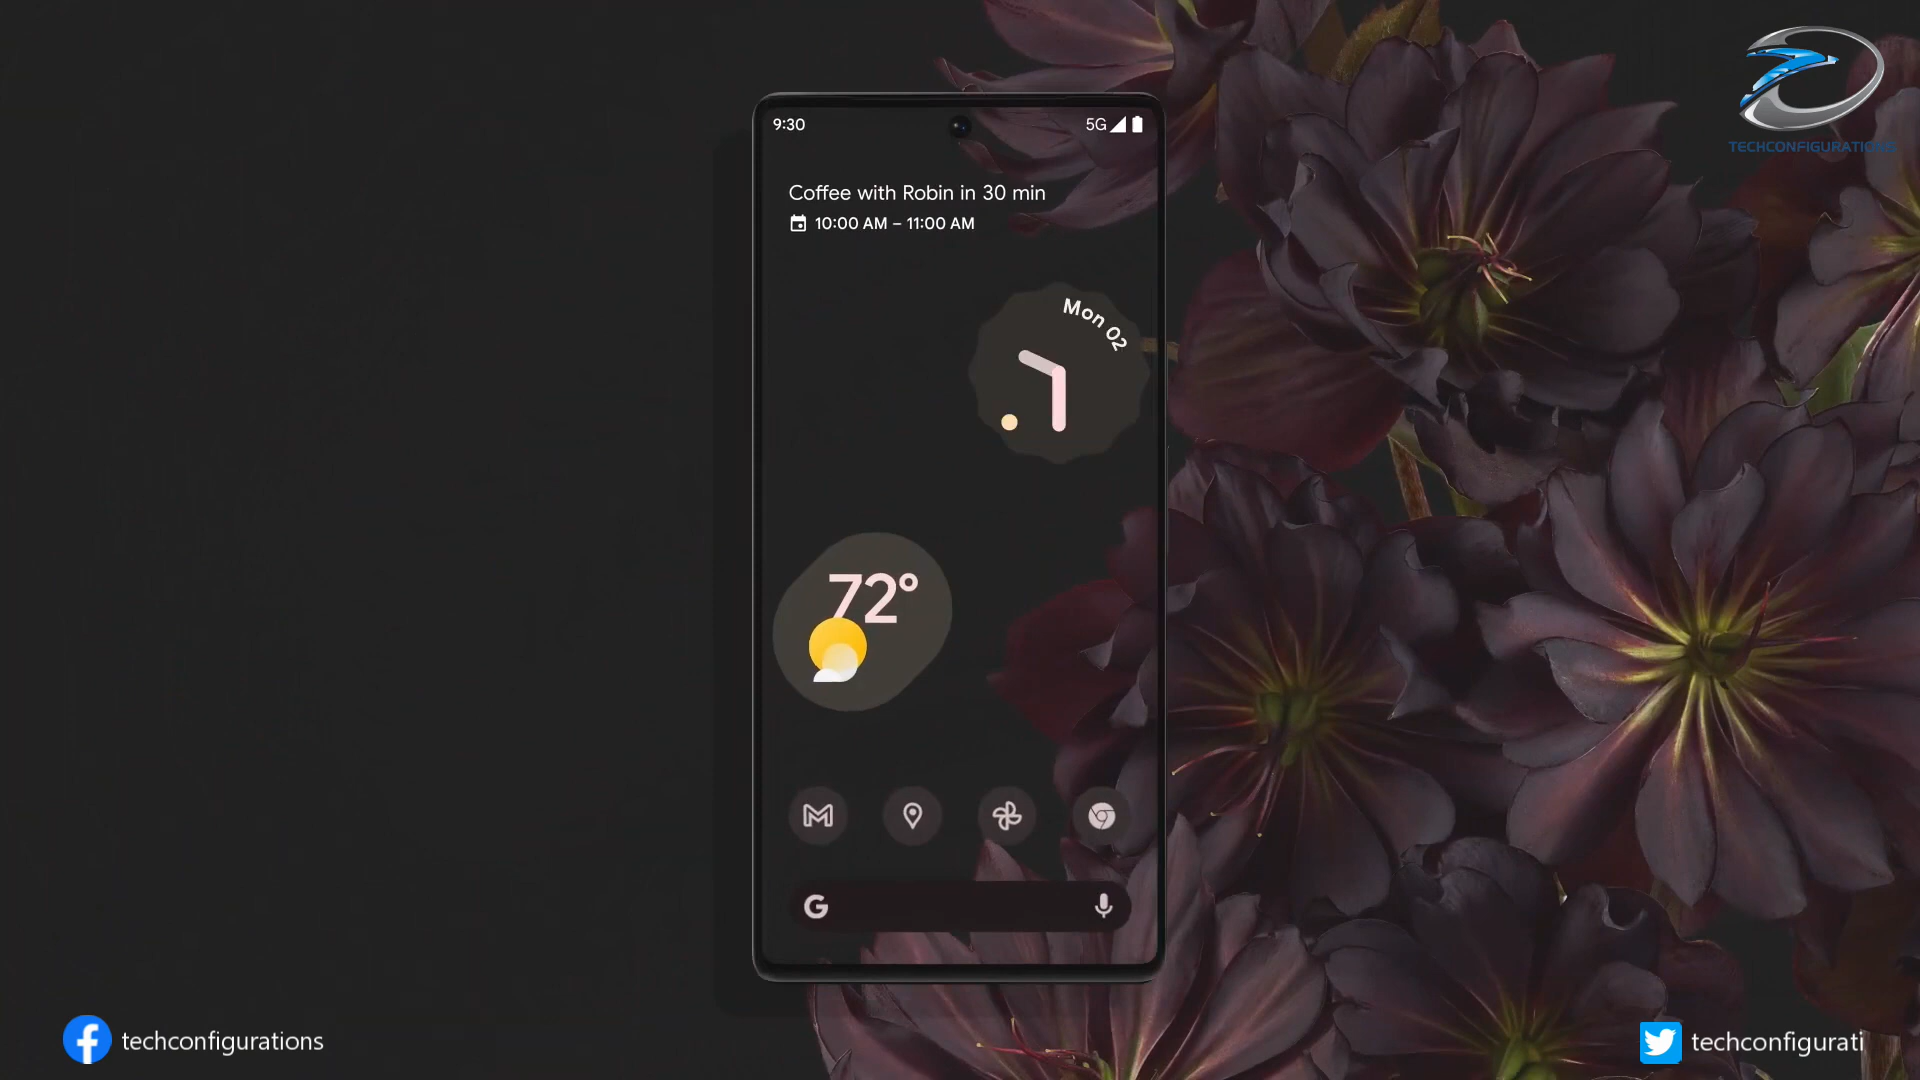 9:30
5G
Coffee with Robin in 30 min
10:00 AM – 11:00 AM
Mon 02
72°
G
TECHCONFIGURATIONS
techconfigurations
techconfigurati